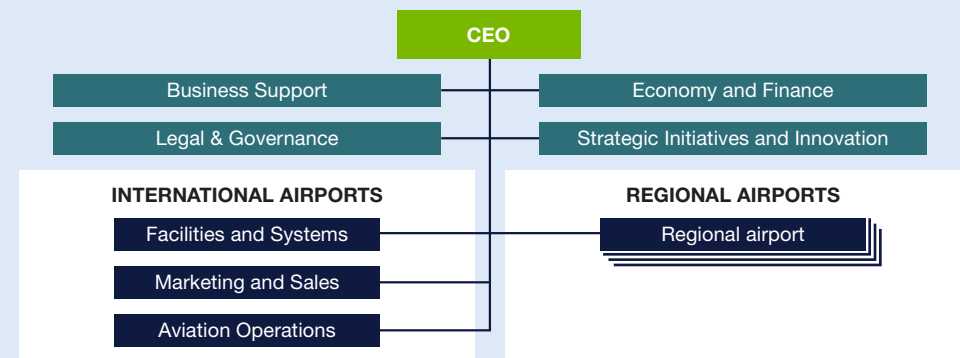 CEO
Business Support
Economy and Finance
Legal & Governance
Strategic Initiatives and Innovation
INTERNATIONAL AIRPORTS
REGIONAL AIRPORTS
Facilities and Systems
Regional airport
Marketing and Sales
Aviation Operations